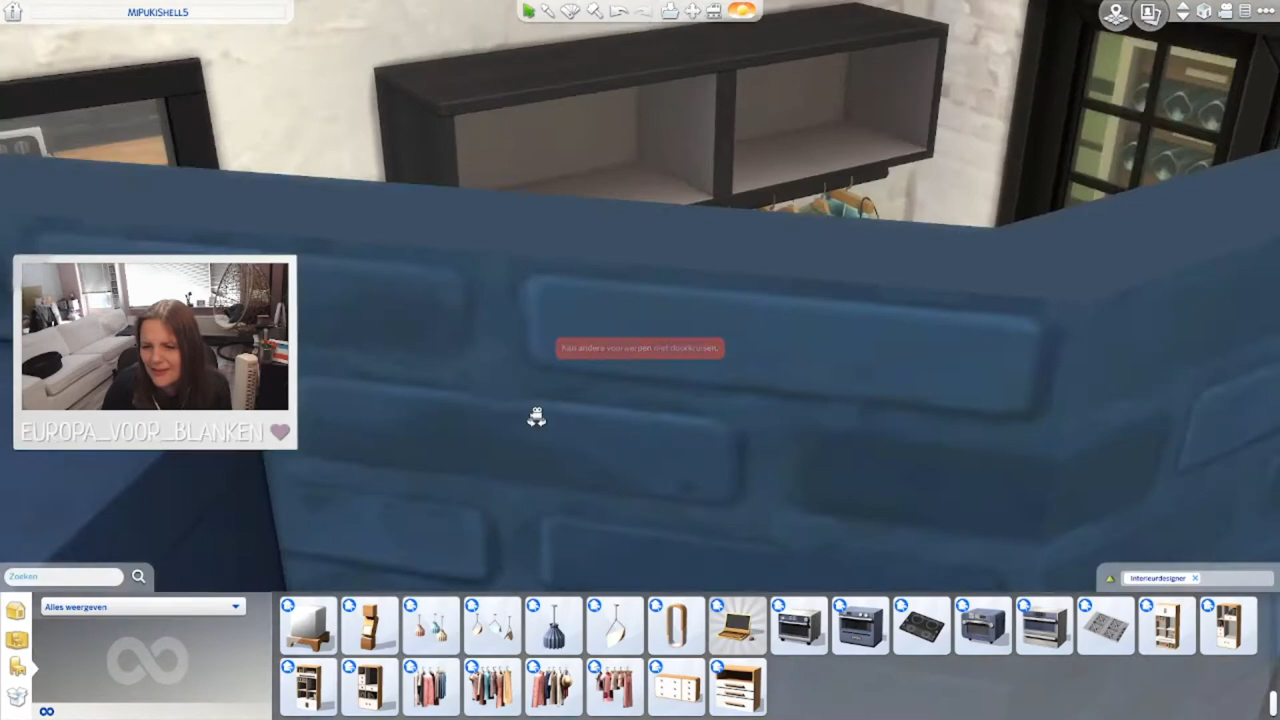 MIPUKISHELL5
Kan andere voorwerpen niet doorkruisen.
EUROPA_VOOR_BLANKEN
Zoeken
Interieurdesigner
Alles weergeven